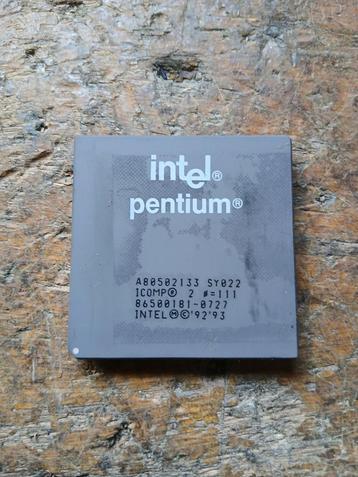 intel®
pentium®
A80502133 SY022
ICOMP® 2 #=111
86500181-0727
INTEL Ⓜ©'92'93